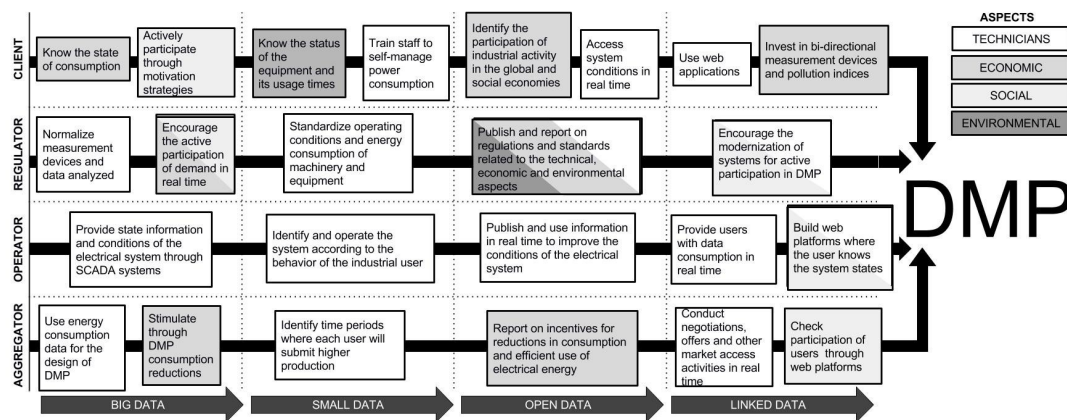 CLIENT
Know the state
of consumption
Actively
participate
through
motivation
strategies
Know the status
of the
equipment and
its usage times
Train staff to
self-manage
power
consumption
Identify the
participation of
industrial activity
in the global and
social economies
Access
system
conditions in
real time
Use web
applications
Invest in bi-directional
measurement devices
and pollution indices
ASPECTS
TECHNICIANS
ECONOMIC
SOCIAL
ENVIRONMENTAL
REGULATOR
Normalize
measurement
devices and
data analyzed
Encourage the
active
participation
of demand in
real time
Standardize operating
conditions and energy
consumption of
machinery and
equipment
Publish and report on
regulations and standards
related to the technical,
economic and environmental
aspects
Encourage the
modernization of
systems for active
participation in DMP
DMP
OPERATOR
Provide state information
and conditions of the
electrical system through
SCADA systems
Identify and operate the
system according to the
behavior of the industrial user
Publish and use information
in real time to improve the
conditions of the electrical
system
Provide users
with data
consumption in
real time
Build web
platforms where
the user knows
the system states
AGGREGATOR
Use energy
consumption
data for the
design of
DMP
Stimulate
through
DMP
consumption
reductions
Identify time periods
where each user will
submit higher
production
Report on incentives for
reductions in consumption
and efficient use of
electrical energy
Conduct
negotiations,
offers and other
market access
activities in real
time
Check
participation of
users through
web platforms
BIG DATA
SMALL DATA
OPEN DATA
LINKED DATA